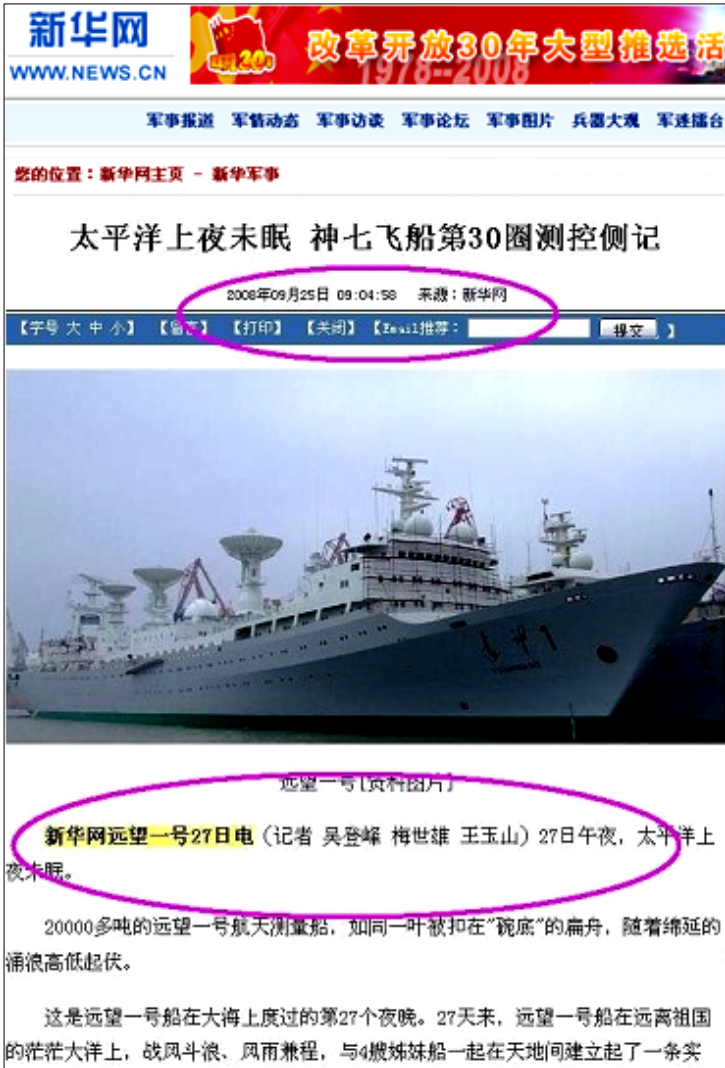 新华网
WWW.NEWS.CN
改革开放30年大型推选活
1978--2008
军事报道 军情动态 军事访谈 军事论坛 军事图片 兵器大观 军迷擂台
您的位置：新华网主页 - 新华军事
太平洋上夜未眠 神七飞船第30圈测控侧记
2008年09月25日 09:04:58 来源：新华网
【字号 大 中 小】 【留言】 【打印】 【关闭】 【Email推荐： 提交 】
远望一号[资料图片]
新华网远望一号27日电（记者 吴登峰 梅世雄 王玉山）27日午夜，太平洋上
夜未眠。
20000多吨的远望一号航天测量船，如同一叶被扣在"碗底"的扁舟，随着绵延的
涌浪高低起伏。
这是远望一号船在大海上度过的第27个夜晚。27天来，远望一号船在远离祖国
的茫茫大洋上，战风斗浪、风雨兼程，与4艘姊妹船一起在天地间建立起了一条实